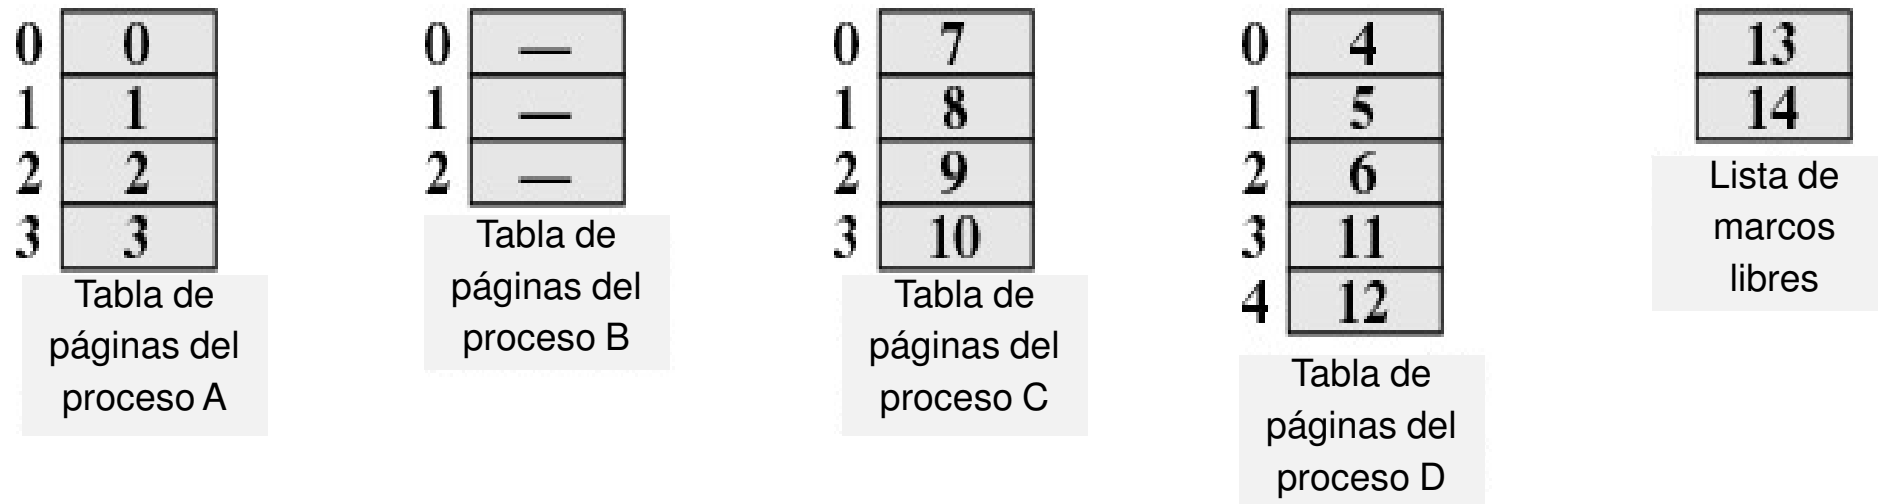 0 0
1 1
2 2
3 3
Tabla de
páginas del
proceso A
0 —
1 —
2 —
Tabla de
páginas del
proceso B
0 7
1 8
2 9
3 10
Tabla de
páginas del
proceso C
0 4
1 5
2 6
3 11
4 12
Tabla de
páginas del
proceso D
13
14
Lista de
marcos
libres